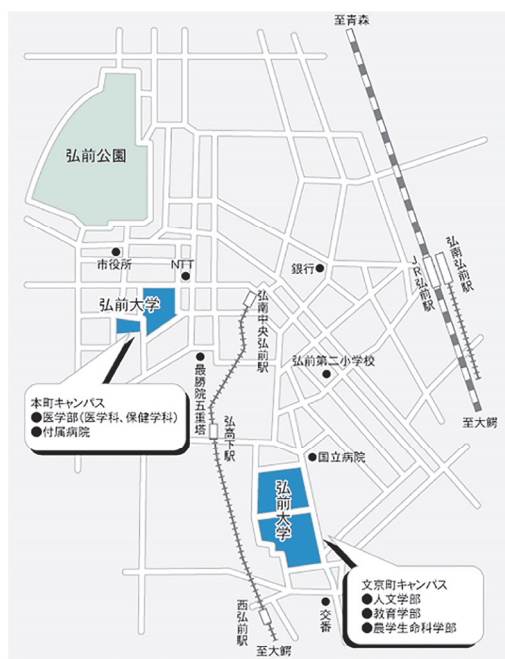 至青森
弘前公園
市役所
NTT
銀行
JR弘前駅
弘南弘前駅
弘前大学
弘南中央弘前駅
弘前第二小学校
最勝院五重塔
本町キャンパス
●医学部(医学科、保健学科)
●付属病院
至大鰐
弘高下駅
国立病院
弘前大学
文京町キャンパス
●人文学部
●教育学部
●農学生命科学部
西弘前駅
交番
至大鰐